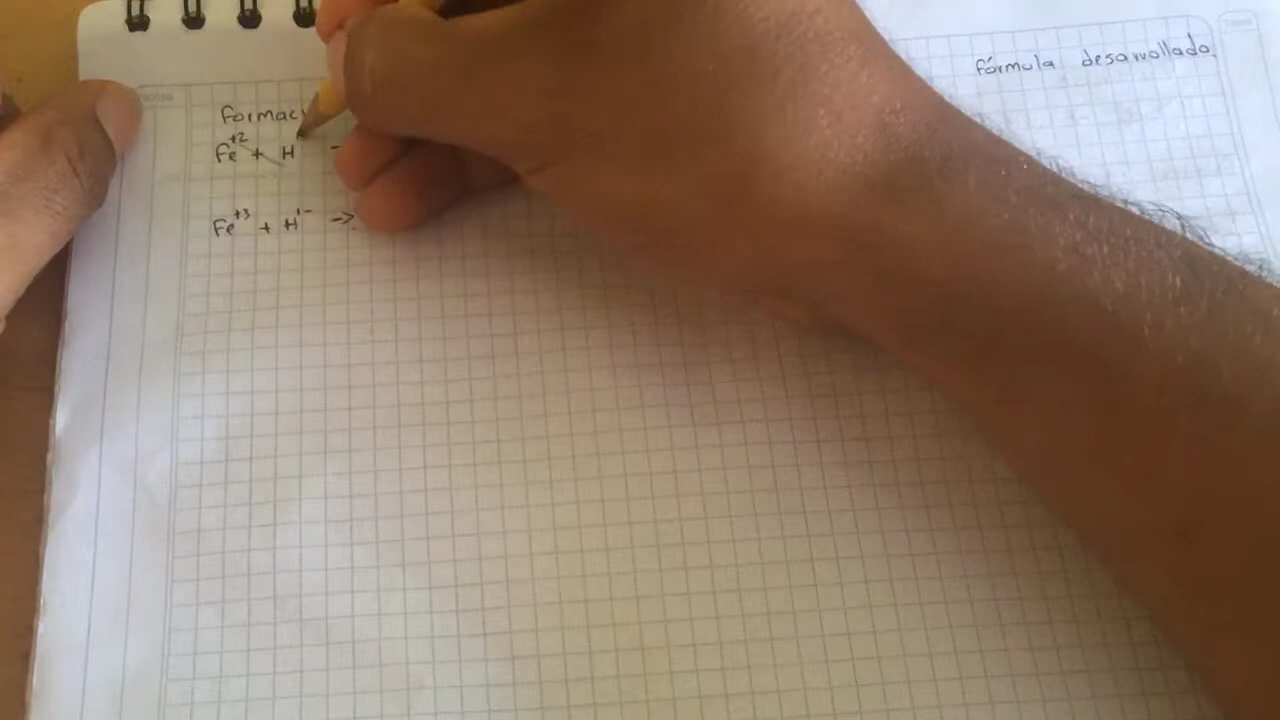 Fe⁺² + H
Fe⁺³ + H¹⁻ →
fórmula desarrollado